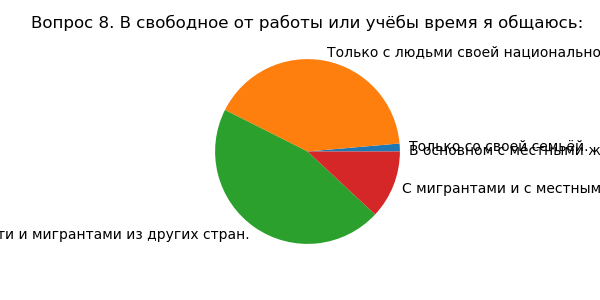 Вопрос 8. В свободное от работы или учёбы время я общаюсь:
Только с людьми своей национально
Только со своей семьёй.
В основном с местными ж
С мигрантами и с местным
ти и мигрантами из других стран.